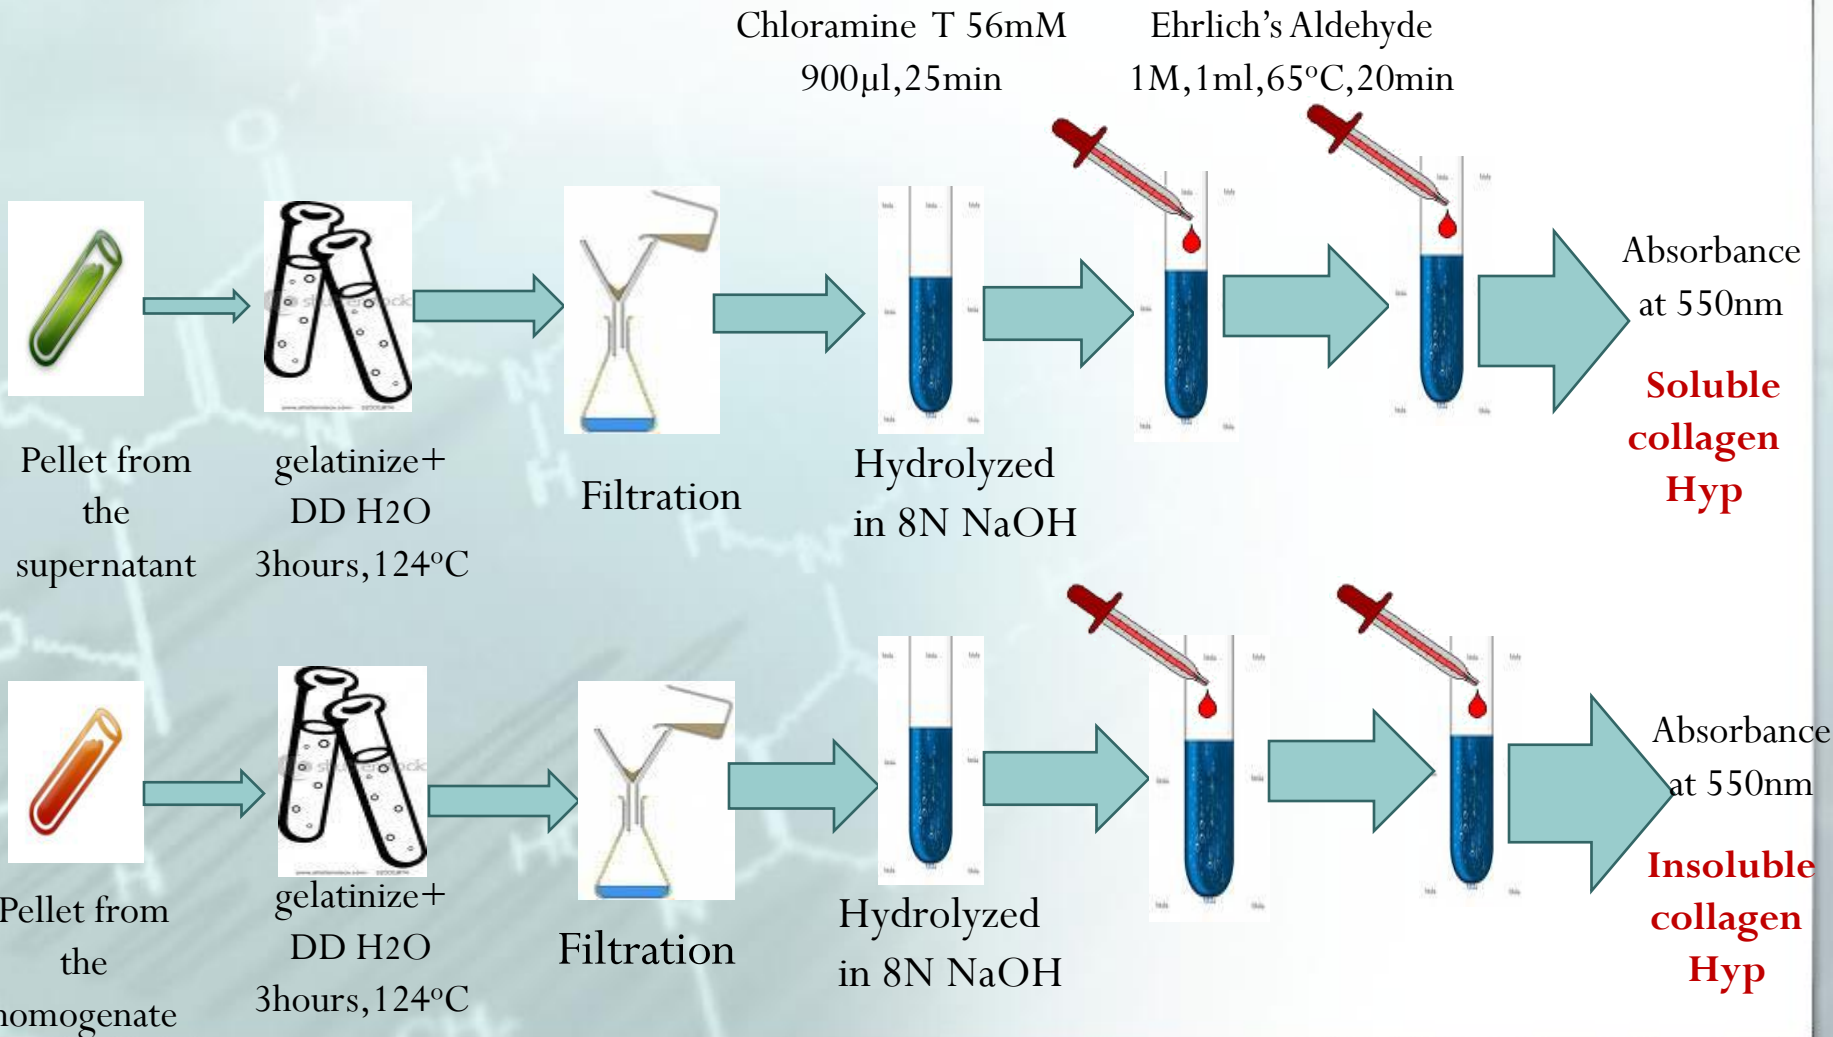 Chloramine T 56mM
900µl,25min
Ehrlich's Aldehyde
1M,1ml,65°C,20min
Absorbance
at 550nm
Soluble
collagen
Hyp
Pellet from
the
supernatant
gelatinize+
DD H2O
3hours,124°C
Filtration
Hydrolyzed
in 8N NaOH
Absorbance
at 550nm
Insoluble
collagen
Hyp
Pellet from
the
homogenate
gelatinize+
DD H2O
3hours,124°C
Filtration
Hydrolyzed
in 8N NaOH